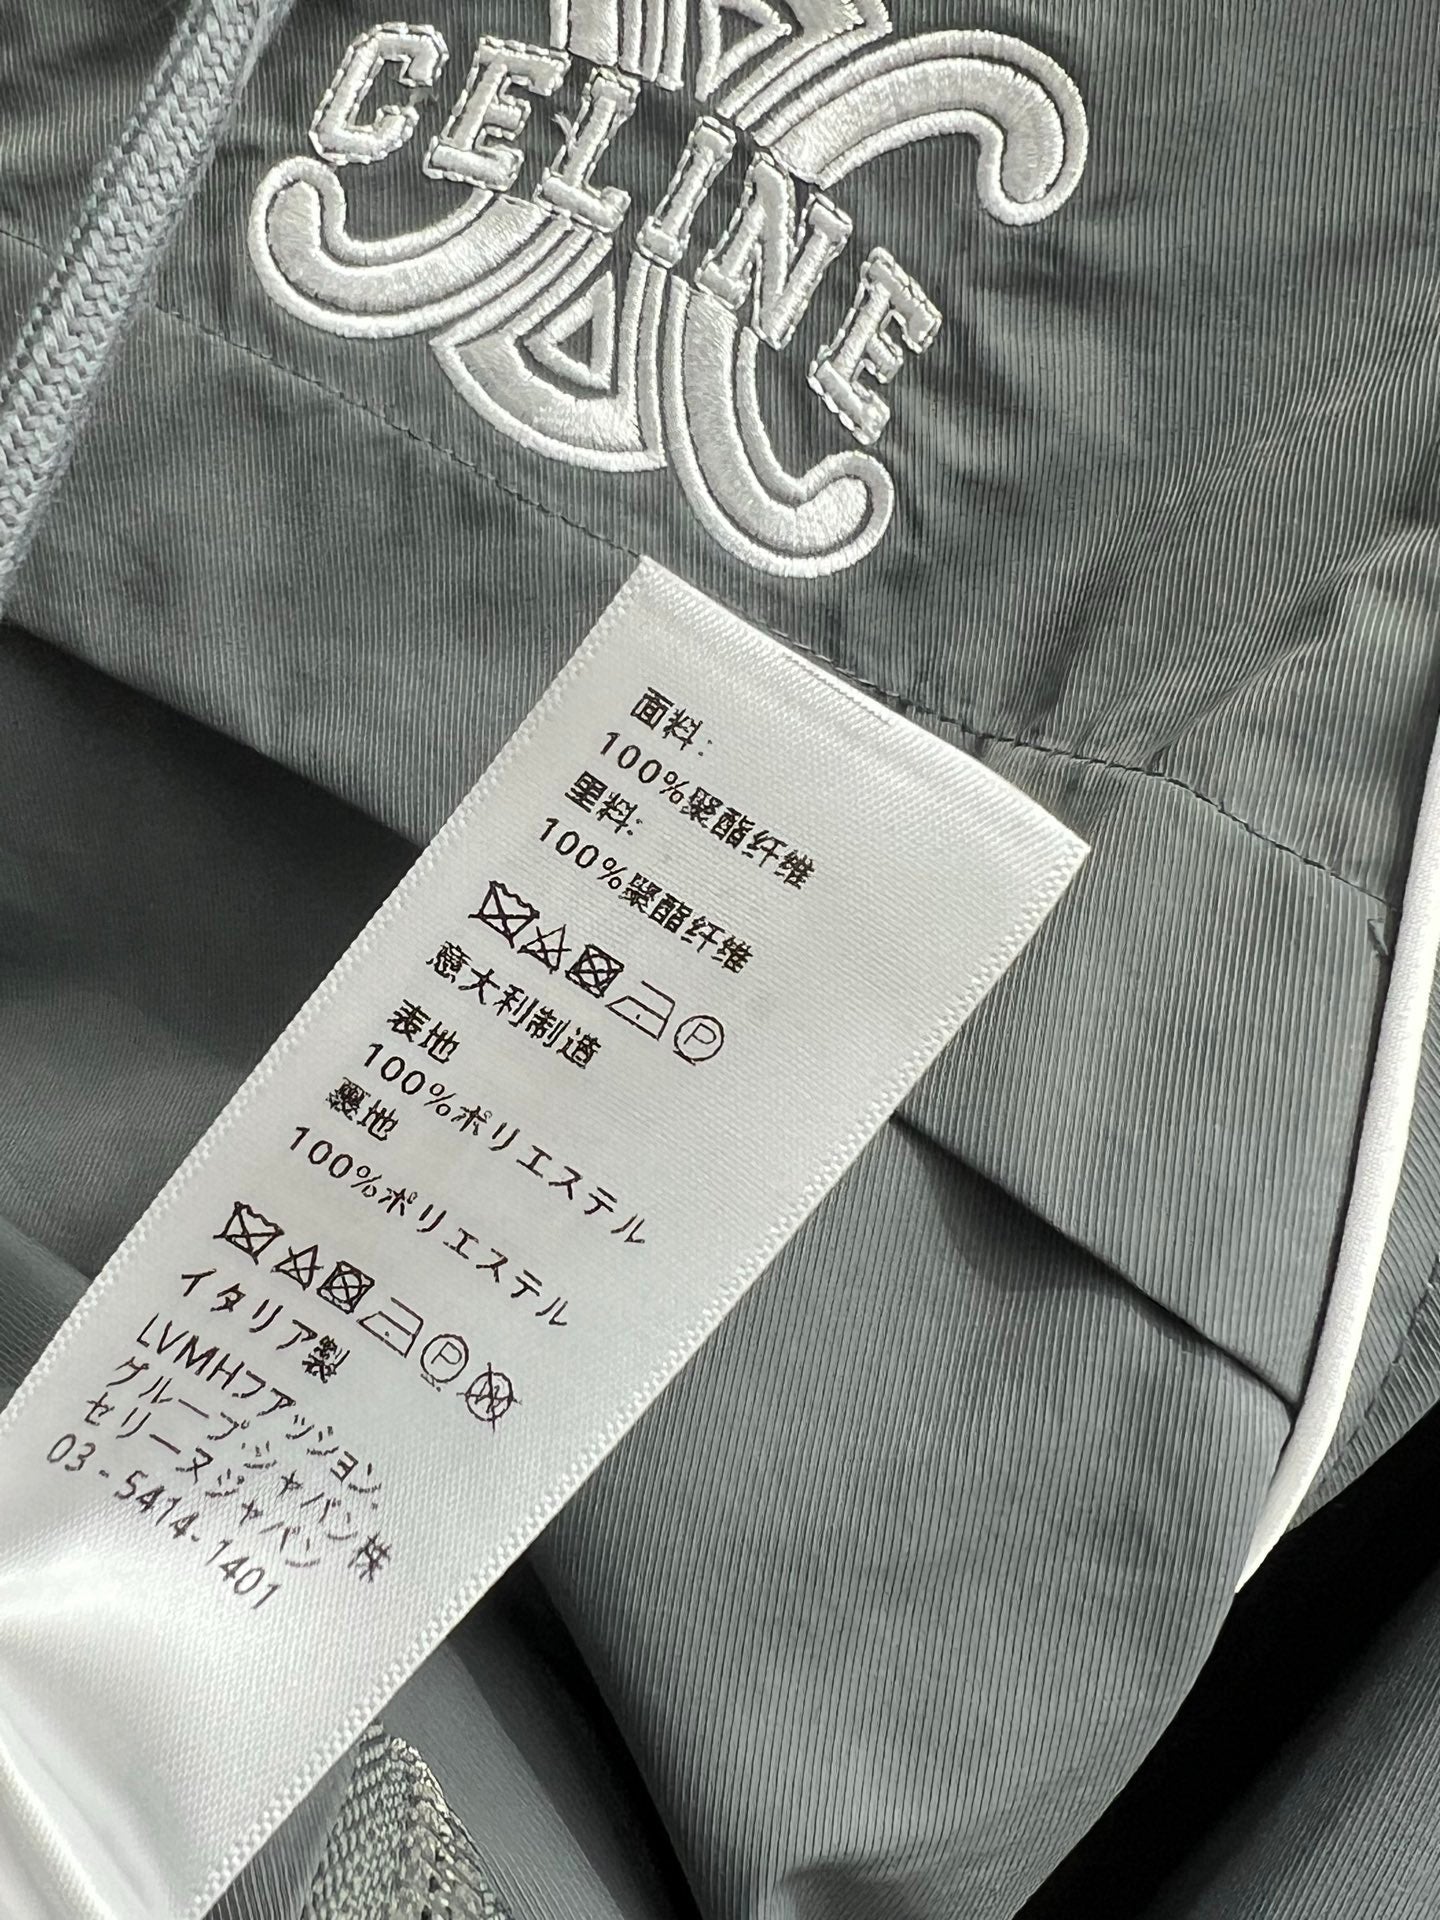 CELINE
面料:
100%聚酯纤维
里料:
100%聚酯纤维
P
意大利制造
表地
100%ポリエステル
裏地
100%ポリエステル
P W
イタリア製
LVMHファッション.
グループ.ジャパン株
セリーヌジャパン
03-5414-1401